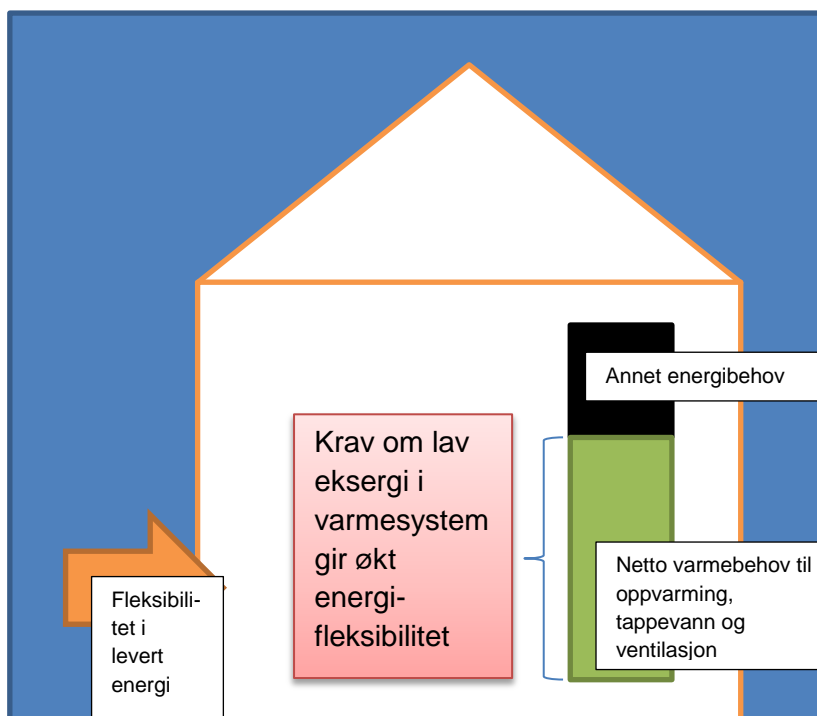 Annet energibehov
Krav om lav
eksergi i
varmesystem
gir økt
energi-
fleksibilitet
Netto varmebehov til
oppvarming,
tappevann og
ventilasjon
Fleksibili-
tet i
levert
energi